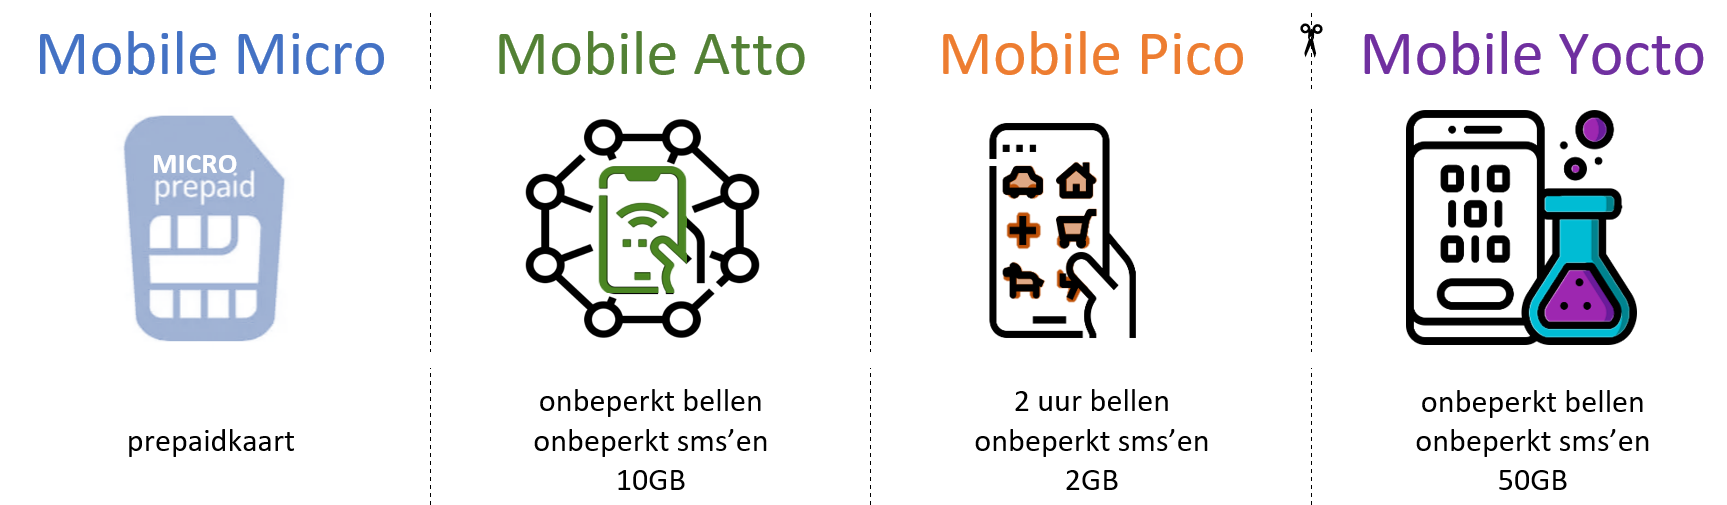 Mobile Micro
MICRO
prepaid
prepaidkaart
Mobile Atto
onbeperkt bellen
onbeperkt sms’en
10GB
Mobile Pico
2 uur bellen
onbeperkt sms’en
2GB
Mobile Yocto
010
101
010
onbeperkt bellen
onbeperkt sms’en
50GB